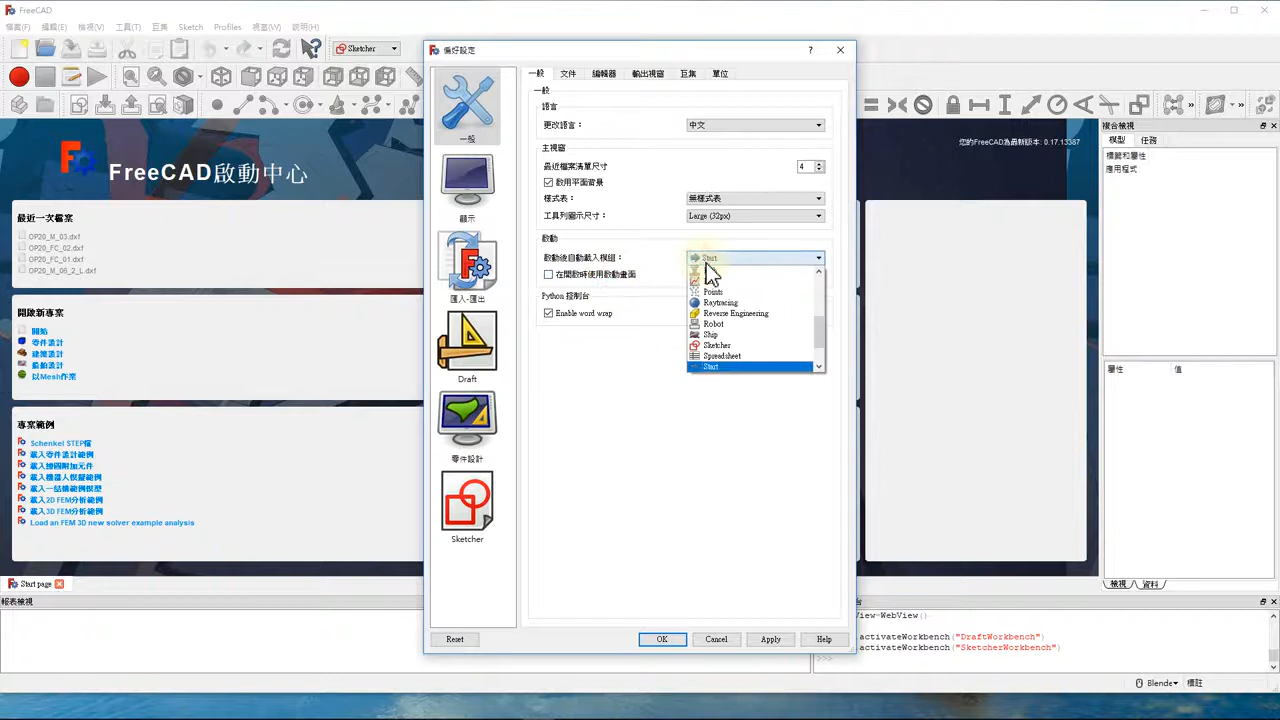 FreeCAD
檔案(F) 編輯(E) 檢視(V) 工具(T) 巨集 Sketch Profiles 視窗(W) 說明(H)
Sketcher
FreeCAD啟動中心
您的FreeCAD為最新版本: 0.17.13387
最近一次檔案
OP20_M_03.dxf
OP20_FC_02.dxf
OP20_FC_01.dxf
OP20_M_06_2_L.dxf
開啟新專案
開始
零件設計
建築設計
船舶設計
以Mesh作業
專案範例
Schenkel STEP檔
載入零件設計範例
載入繪圖附加元件
載入機器人模擬範例
載入一結構範例模型
載入2D FEM分析範例
載入3D FEM分析範例
Load an FEM 3D new solver example analysis
Start page
報表檢視
偏好設定
?
一般
顯示
匯入-匯出
Draft
零件設計
Sketcher
一般 文件 編輯器 輸出視窗 巨集 單位
一般
語言
更改語言： 中文
主視窗
最近檔案清單尺寸 4
啟用平面背景
樣式表： 無樣式表
工具列圖示尺寸： Large (32px)
啟動
啟動後自動載入模組： Start
在開啟時使用啟動畫面
Python 控制台
Enable word wrap
Points
Raytracing
Reverse Engineering
Robot
Ship
Sketcher
Spreadsheet
Start
Reset OK Cancel Apply Help
複合檢視
模型 任務
標籤和屬性
應用程式
屬性 值
檢視 資料
台
View=WebView()
activateWorkbench("DraftWorkbench")
activateWorkbench("SketcherWorkbench")
>>>
Blende 標註